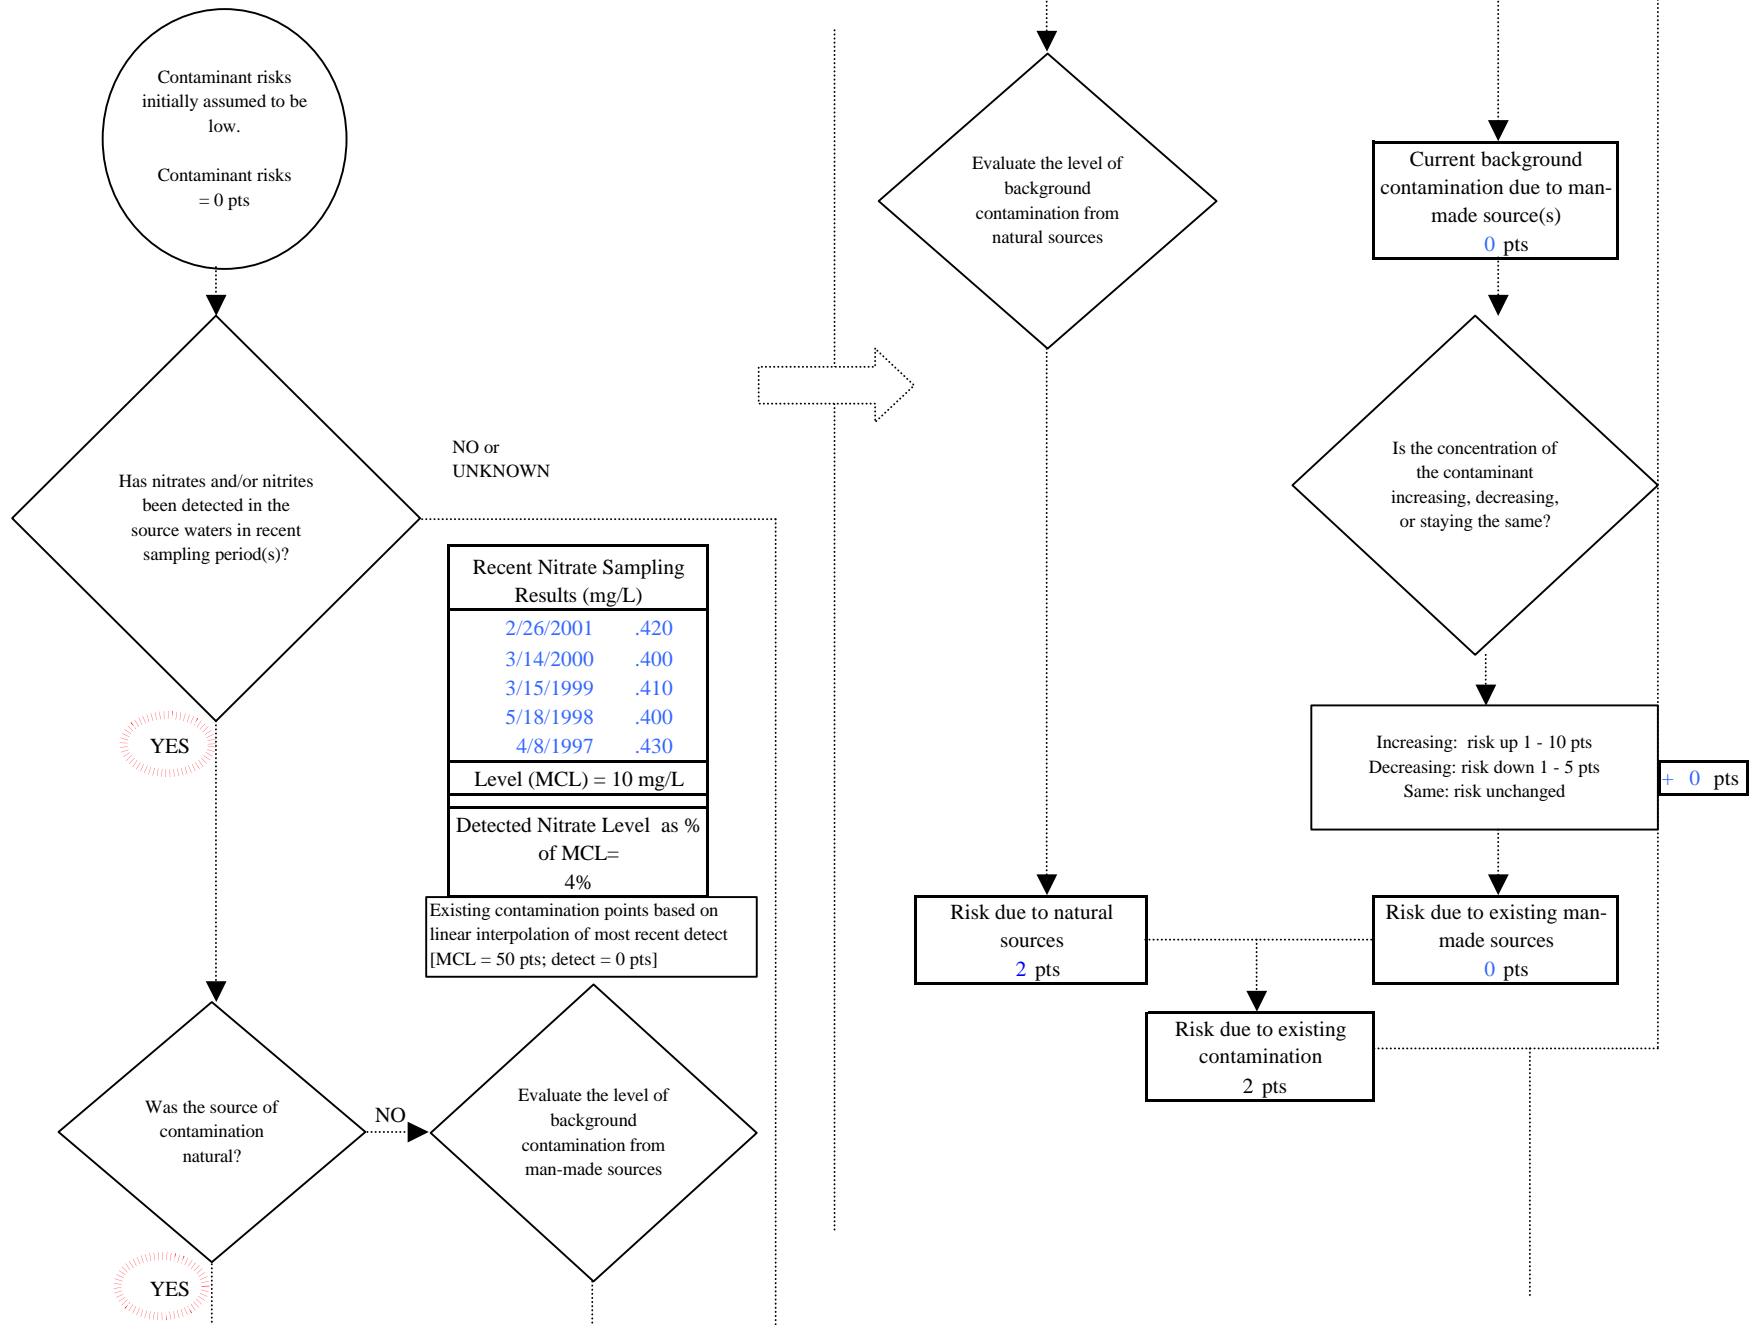 Contaminant risks
initially assumed to be
low.
Contaminant risks
= 0 pts
Has nitrates and/or nitrites
been detected in the
source waters in recent
sampling period(s)?
NO or
UNKNOWN
YES
Recent Nitrate Sampling
Results (mg/L)
2/26/2001 .420
3/14/2000 .400
3/15/1999 .410
5/18/1998 .400
4/8/1997 .430
Level (MCL) = 10 mg/L
Detected Nitrate Level as %
of MCL=
4%
Existing contamination points based on
linear interpolation of most recent detect
[MCL = 50 pts; detect = 0 pts]
Was the source of
contamination
natural?
NO
YES
Evaluate the level of
background
contamination from
man-made sources
Evaluate the level of
background
contamination from
natural sources
Current background
contamination due to man-
made source(s)
0 pts
Is the concentration of
the contaminant
increasing, decreasing,
or staying the same?
Increasing: risk up 1 - 10 pts
Decreasing: risk down 1 - 5 pts
Same: risk unchanged
+ 0 pts
Risk due to natural
sources
2 pts
Risk due to existing man-
made sources
0 pts
Risk due to existing
contamination
2 pts